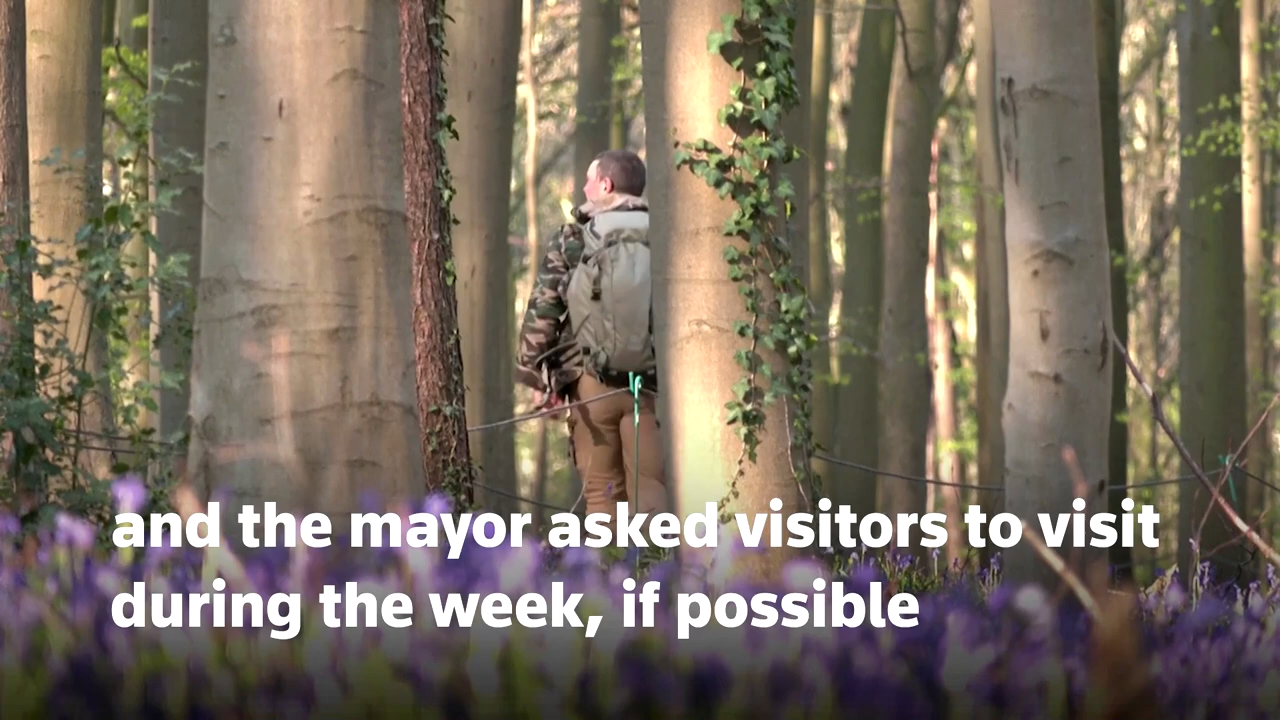 and the mayor asked visitors to visit
during the week, if possible